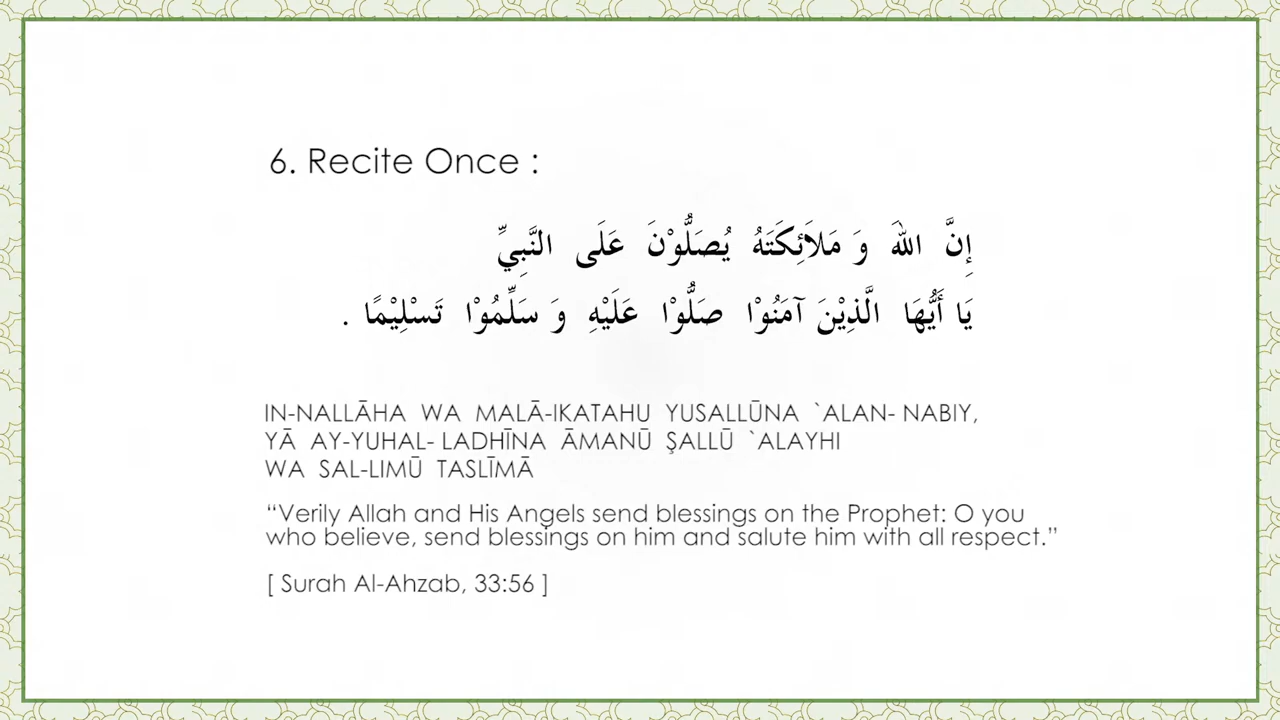 6. Recite Once :
إِنَّ اللهَ وَ مَلاَئِكَتَهُ يُصَلُّوْنَ عَلَى النَّبِيِّ
يَا أَيُّهَا الَّذِيْنَ آمَنُوْا صَلُّوْا عَلَيْهِ وَ سَلِّمُوْا تَسْلِيْمًا .
IN-NALLĀHA WA MALĀ-IKATAHU YUSALLŪNA `ALAN- NABIY,
YĀ AY-YUHAL- LADHĪNA ĀMANŪ ŞALLŪ `ALAYHI
WA SAL-LIMŪ TASLĪMĀ
“Verily Allah and His Angels send blessings on the Prophet: O you
who believe, send blessings on him and salute him with all respect.”
[ Surah Al-Ahzab, 33:56 ]